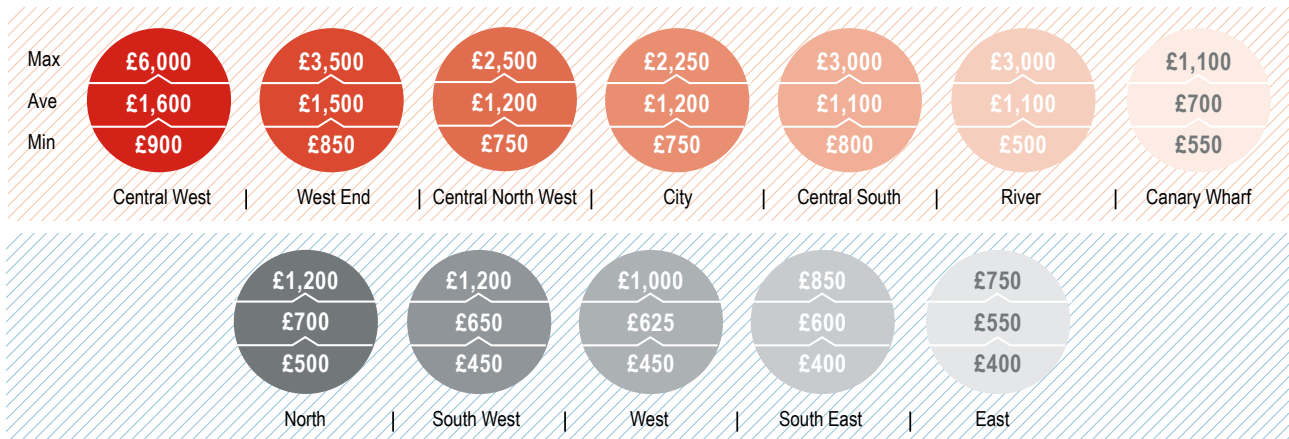 Max £6,000 £3,500 £2,500 £2,250 £3,000 £3,000 £1,100
Ave £1,600 £1,500 £1,200 £1,200 £1,100 £1,100 £700
Min £900 £850 £750 £750 £800 £500 £550
Central West | West End | Central North West | City | Central South | River | Canary Wharf
£1,200 £1,200 £1,000 £850 £750
£700 £650 £625 £600 £550
£500 £450 £450 £400 £400
North | South West | West | South East | East